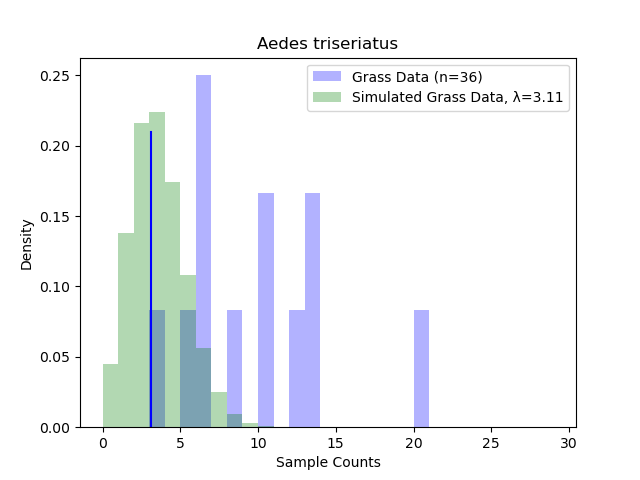 Aedes triseriatus
Grass Data (n=36)
Simulated Grass Data, λ=3.11
0.25
0.20
0.15
0.10
0.05
0.00
Density
0 5 10 15 20 25 30
Sample Counts